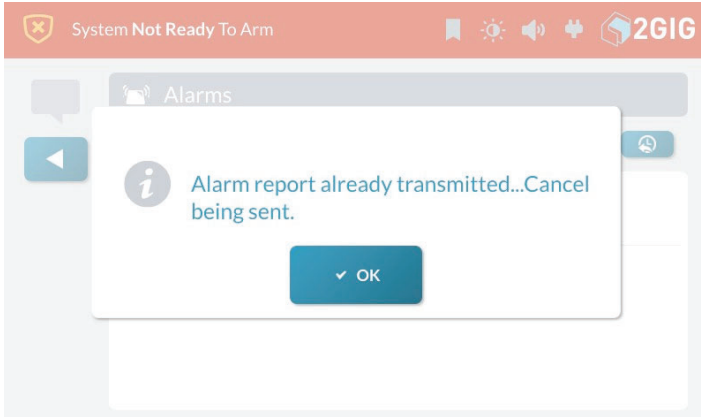 System Not Ready To Arm
2GIG
Alarms
Alarm report already transmitted...Cancel
being sent.
OK